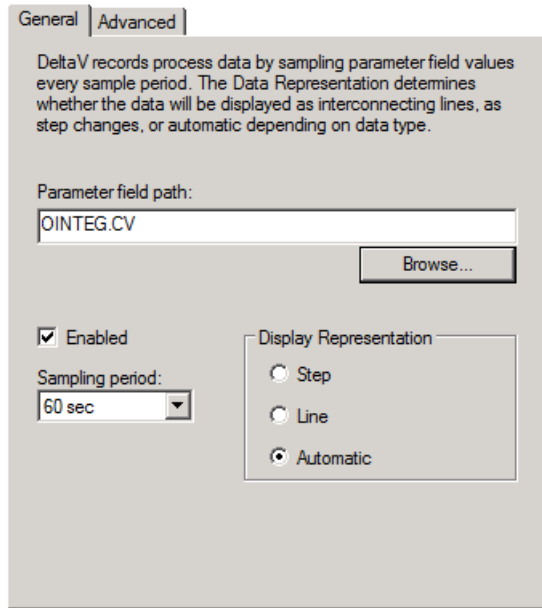 General
Advanced
DeltaV records process data by sampling parameter field values
every sample period. The Data Representation determines
whether the data will be displayed as interconnecting lines, as
step changes, or automatic depending on data type.
Parameter field path:
OINTEG.CV
Browse...
Enabled
Display Representation
Sampling period:
60 sec
Step
Line
Automatic